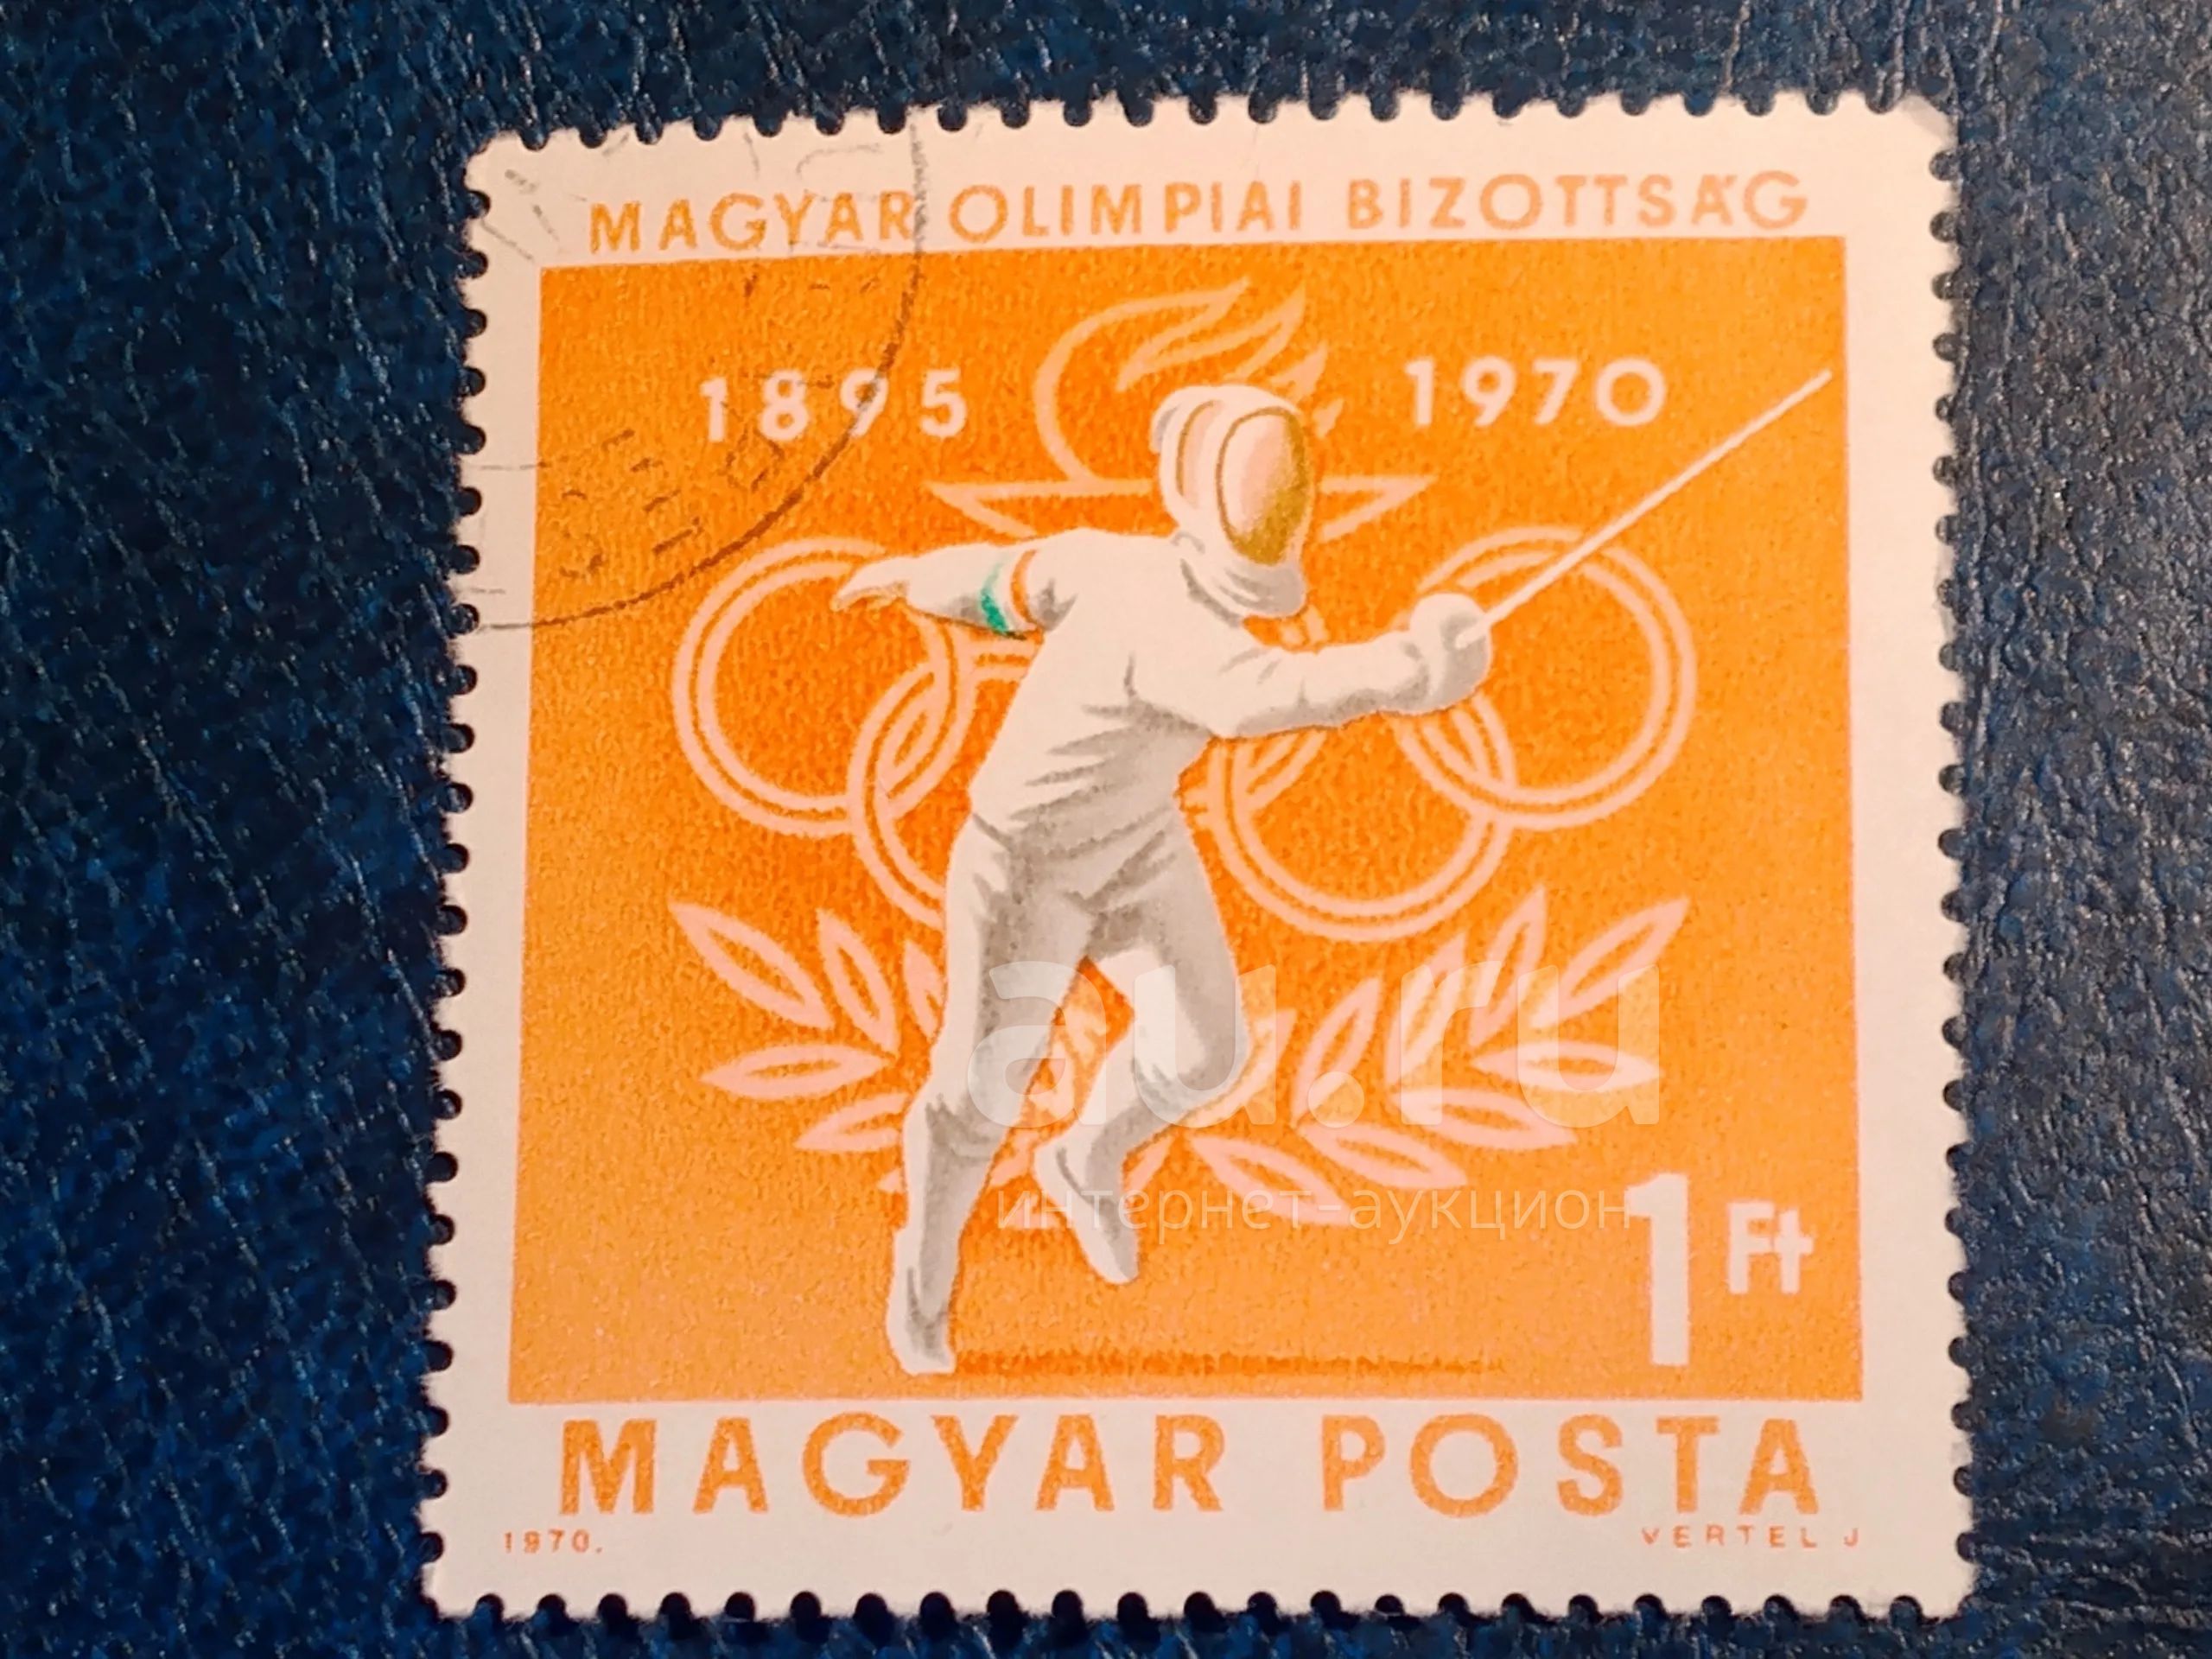 MAGYAR OLIMPIAI BIZOTTSÁG
1895 1970
au.ru
интернет-аукцион
1 Ft
MAGYAR POSTA
1970. VERTEL J